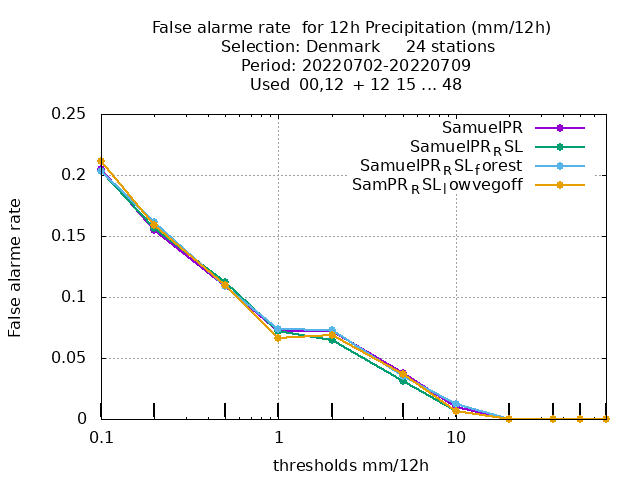 False alarme rate  for 12h Precipitation (mm/12h)
Selection: Denmark     24 stations
Period: 20220702-20220709
Used  00,12  + 12 15 ... 48
SamuelPR
SamuelPR_RSL
SamuelPR_RSL_forest
SamPR_RSL_lowvegoff
0.25
0.2
0.15
0.1
0.05
0
False alarme rate
0.1
1
10
thresholds mm/12h